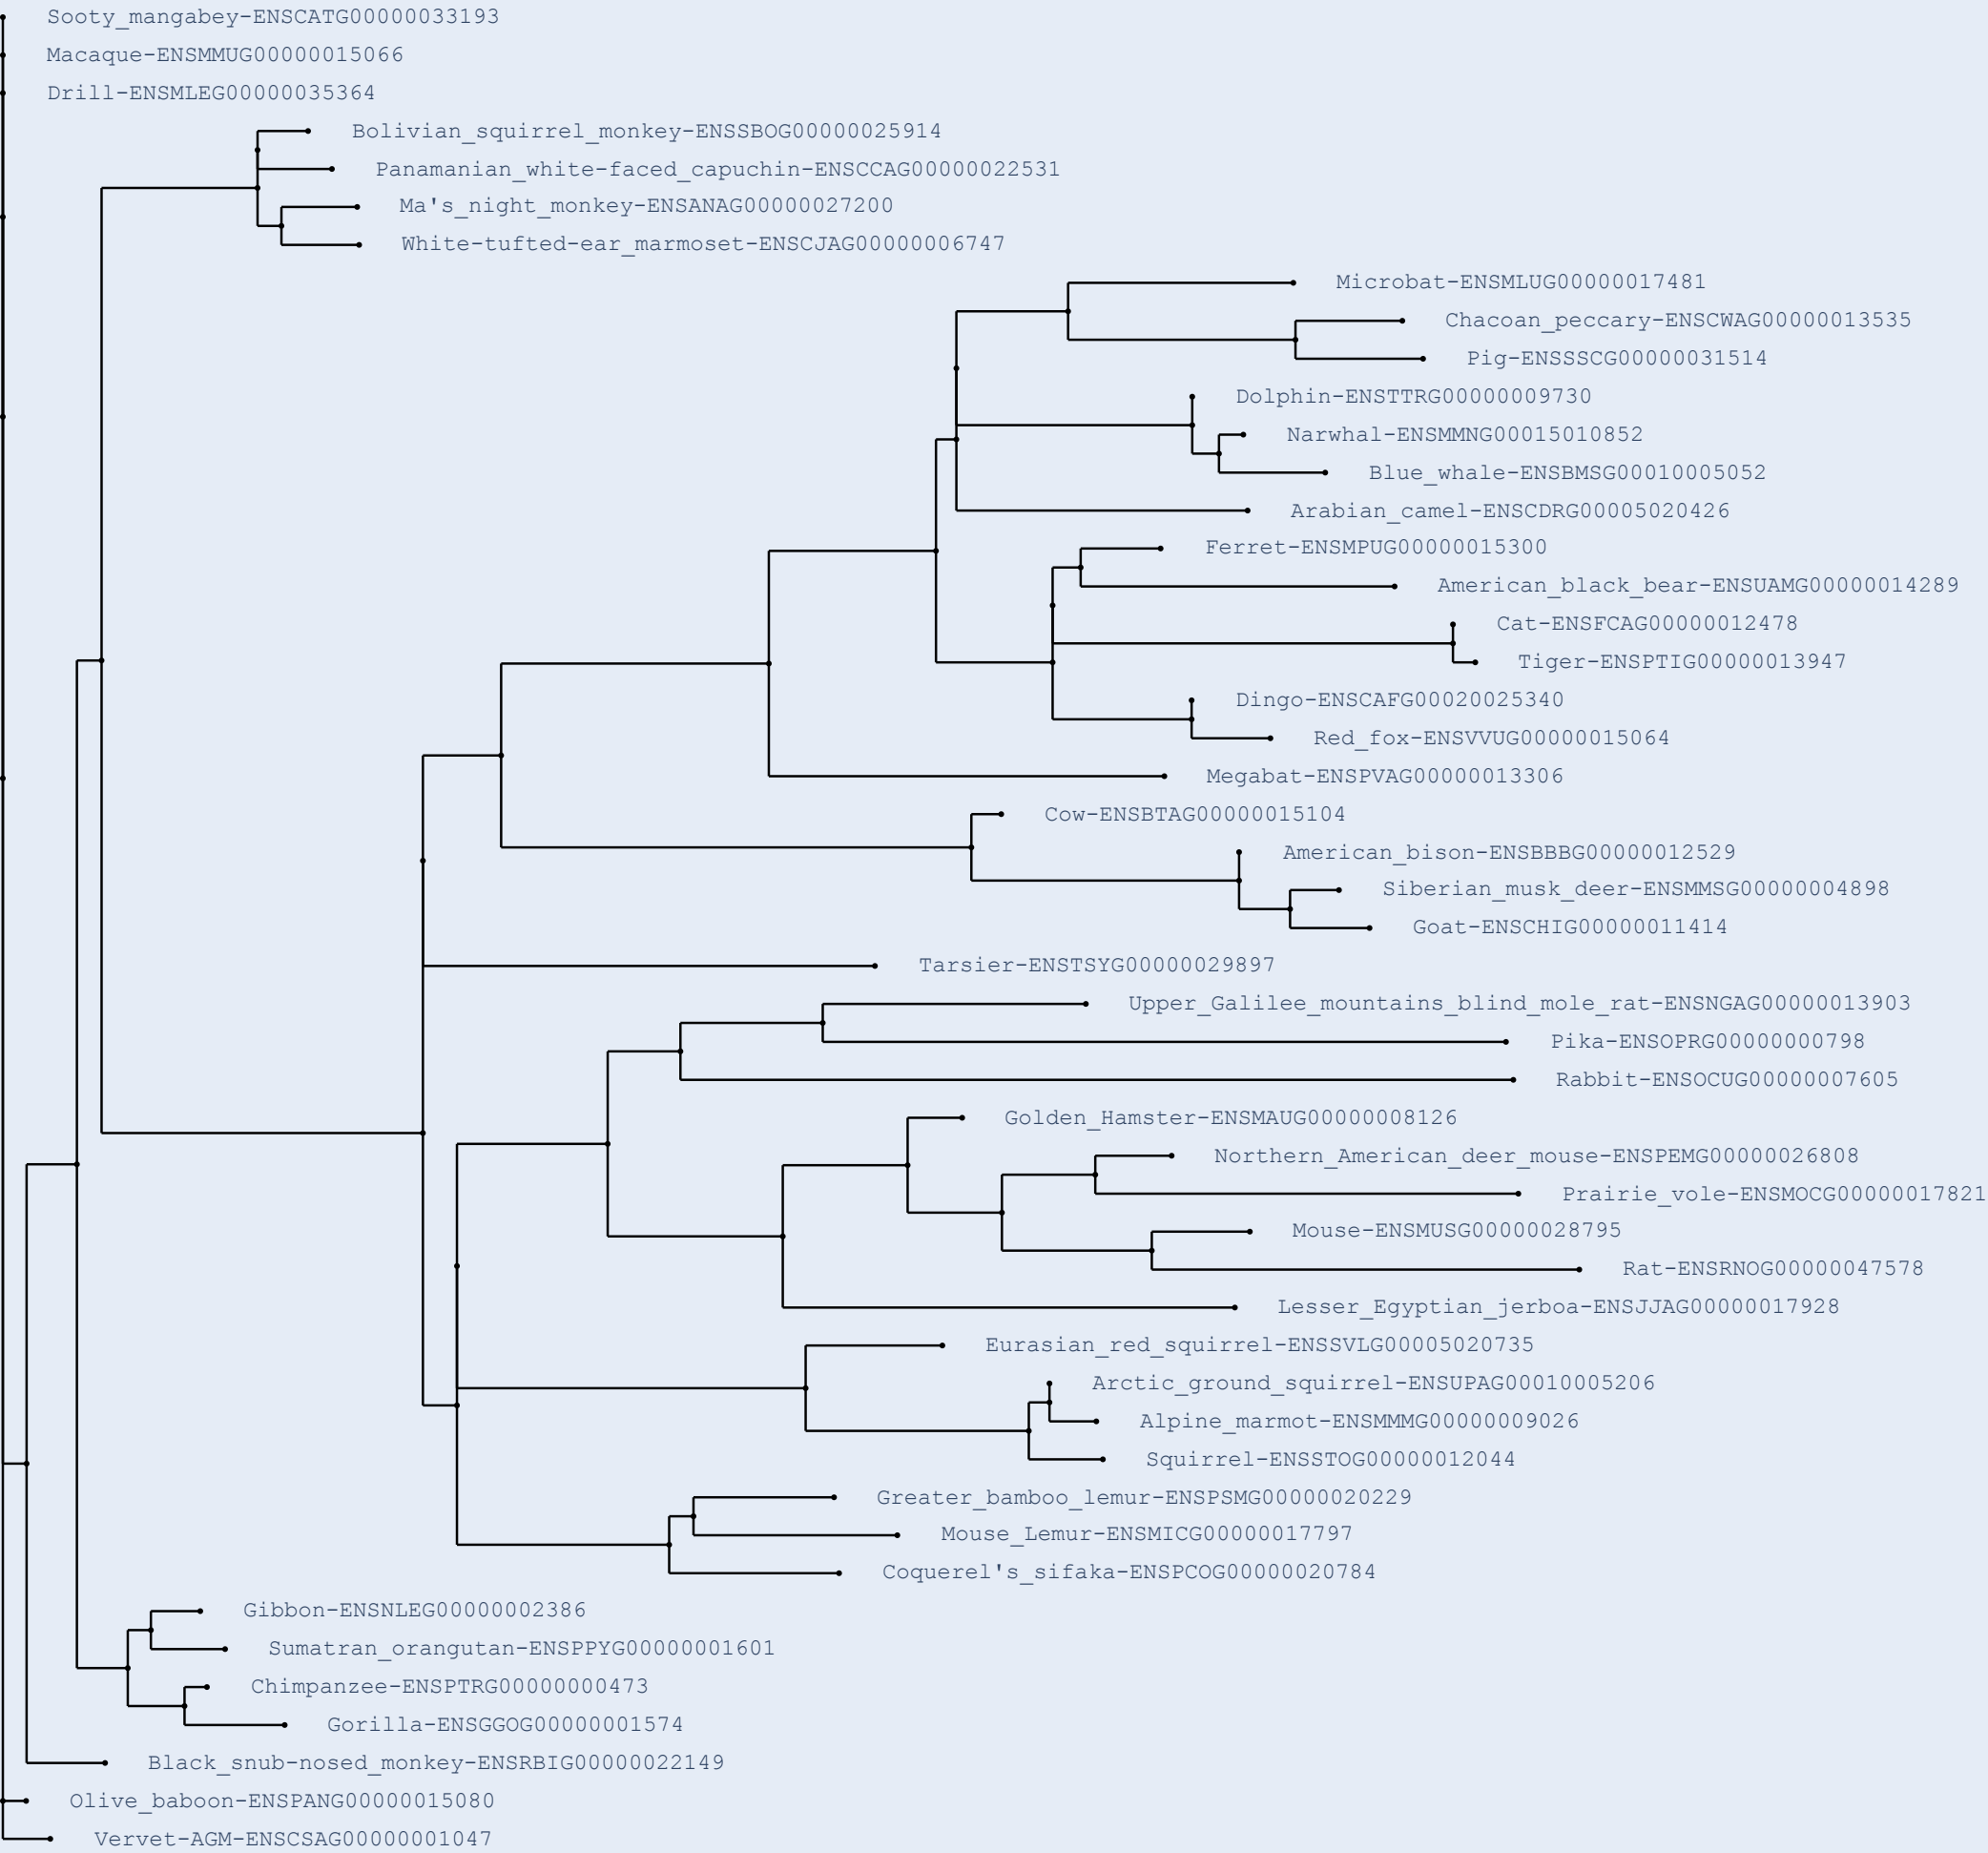 Sooty_mangabey-ENSCATG00000033193
Macaque-ENSMMUG00000015066
Drill-ENSMLEG00000035364
Bolivian_squirrel_monkey-ENSSBOG00000025914
Panamanian_white-faced_capuchin-ENSCCAG00000022531
Ma's_night_monkey-ENSANAG00000027200
White-tufted-ear_marmoset-ENSCJAG00000006747
Microbat-ENSMLUG00000017481
Chacoan_peccary-ENSCWAG00000013535
Pig-ENSSSCG00000031514
Dolphin-ENSTTRG00000009730
Narwhal-ENSMMNG00015010852
Blue_whale-ENSBMSG00010005052
Arabian_camel-ENSCDRG00005020426
Ferret-ENSMPUG00000015300
American_black_bear-ENSUAMG00000014289
Cat-ENSFCAG00000012478
Tiger-ENSPTIG00000013947
Dingo-ENSCAFG00020025340
Red_fox-ENSVVUG00000015064
Megabat-ENSPVAG00000013306
Cow-ENSBTAG00000015104
American_bison-ENSBBBG00000012529
Siberian_musk_deer-ENSMMSG00000004898
Goat-ENSCHIG00000011414
Tarsier-ENSTSYG00000029897
Upper_Galilee_mountains_blind_mole_rat-ENSNGAG00000013903
Pika-ENSOPRG00000000798
Rabbit-ENSOCUG00000007605
Golden_Hamster-ENSMAUG00000008126
Northern_American_deer_mouse-ENSPEMG00000026808
Prairie_vole-ENSMOCG00000017821
Mouse-ENSMUSG00000028795
Rat-ENSRNOG00000047578
Lesser_Egyptian_jerboa-ENSJJAG00000017928
Eurasian_red_squirrel-ENSSVLG00005020735
Arctic_ground_squirrel-ENSUPAG00010005206
Alpine_marmot-ENSMMMG00000009026
Squirrel-ENSSTOG00000012044
Greater_bamboo_lemur-ENSPSMG00000020229
Mouse_Lemur-ENSMICG00000017797
Coquerel's_sifaka-ENSPCOG00000020784
Gibbon-ENSNLEG00000002386
Sumatran_orangutan-ENSPPYG00000001601
Chimpanzee-ENSPTRG00000000473
Gorilla-ENSGGOG00000001574
Black_snub-nosed_monkey-ENSRBIG00000022149
Olive_baboon-ENSPANG00000015080
Vervet-AGM-ENSCSAG00000001047